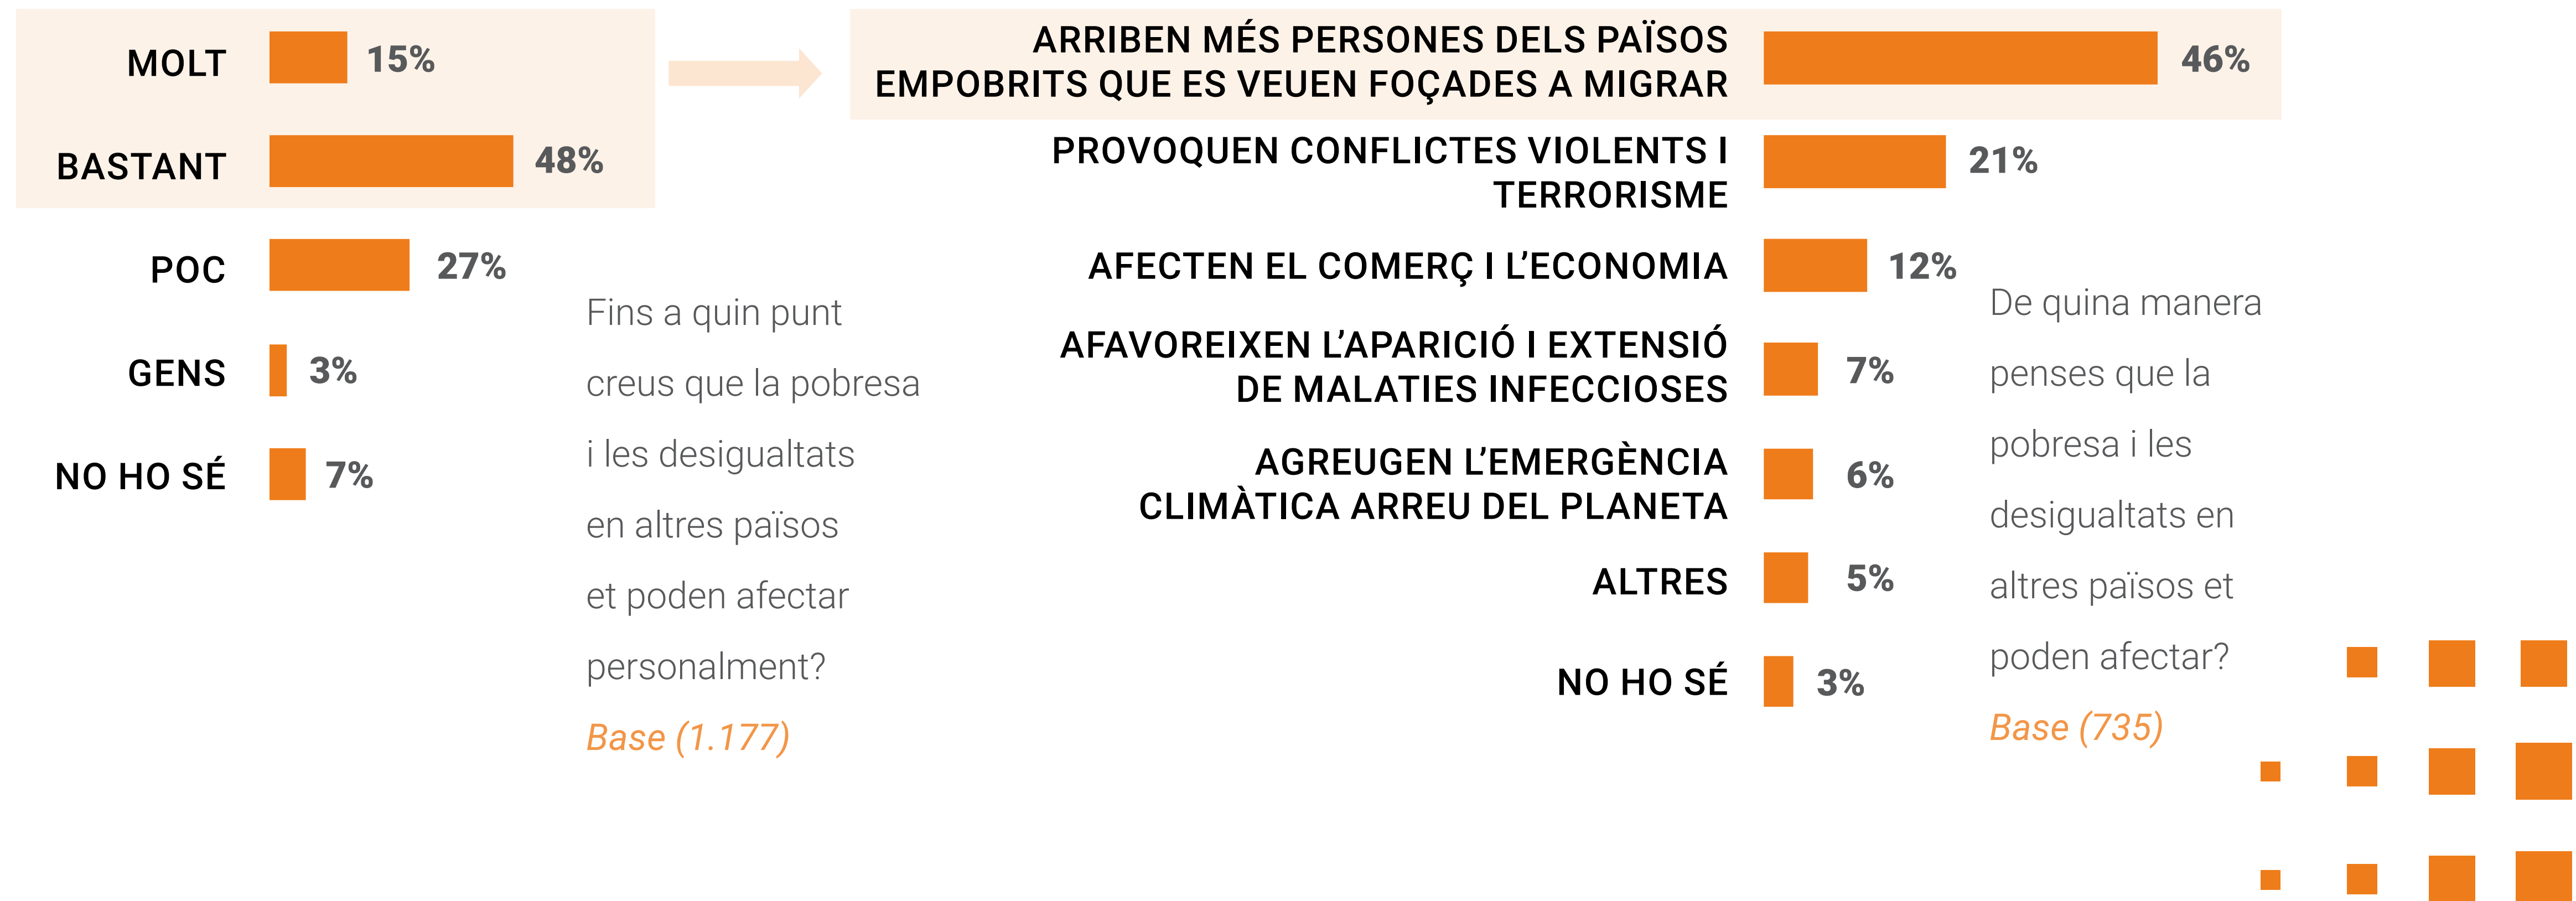 MOLT 15%
BASTANT 48%
POC 27%
GENS 3%
NO HO SÉ 7%
Fins a quin punt
creus que la pobresa
i les desigualtats
en altres països
et poden afectar
personalment?
Base (1.177)
ARRIBEN MÉS PERSONES DELS PAÏSOS
EMPOBRITS QUE ES VEUEN FOÇADES A MIGRAR
46%
PROVOQUEN CONFLICTES VIOLENTS I
TERRORISME
21%
AFECTEN EL COMERÇ I L'ECONOMIA 12%
AFAVOREIXEN L'APARICIÓ I EXTENSIÓ
DE MALATIES INFECCIOSES
7%
AGREUGEN L'EMERGÈNCIA
CLIMÀTICA ARREU DEL PLANETA
6%
ALTRES 5%
NO HO SÉ 3%
De quina manera
penses que la
pobresa i les
desigualtats en
altres països et
poden afectar?
Base (735)